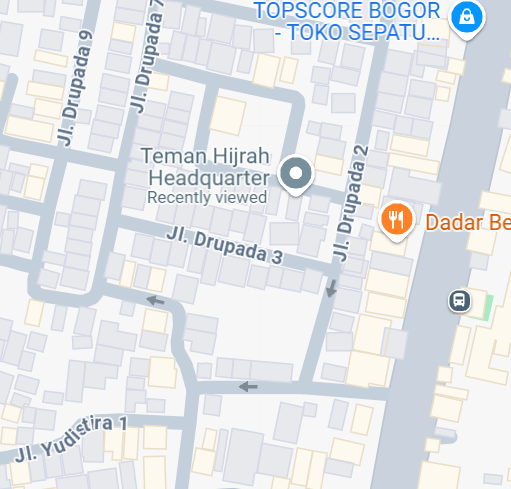 TOPSCORE BOGOR
- TOKO SEPATU...
Jl. Drupada 9
Jl. Drupada 7
Teman Hijrah
Headquarter
Recently viewed
Jl. Drupada 2
Dadar Be
Jl. Drupada 3
Jl. Yudistira 1